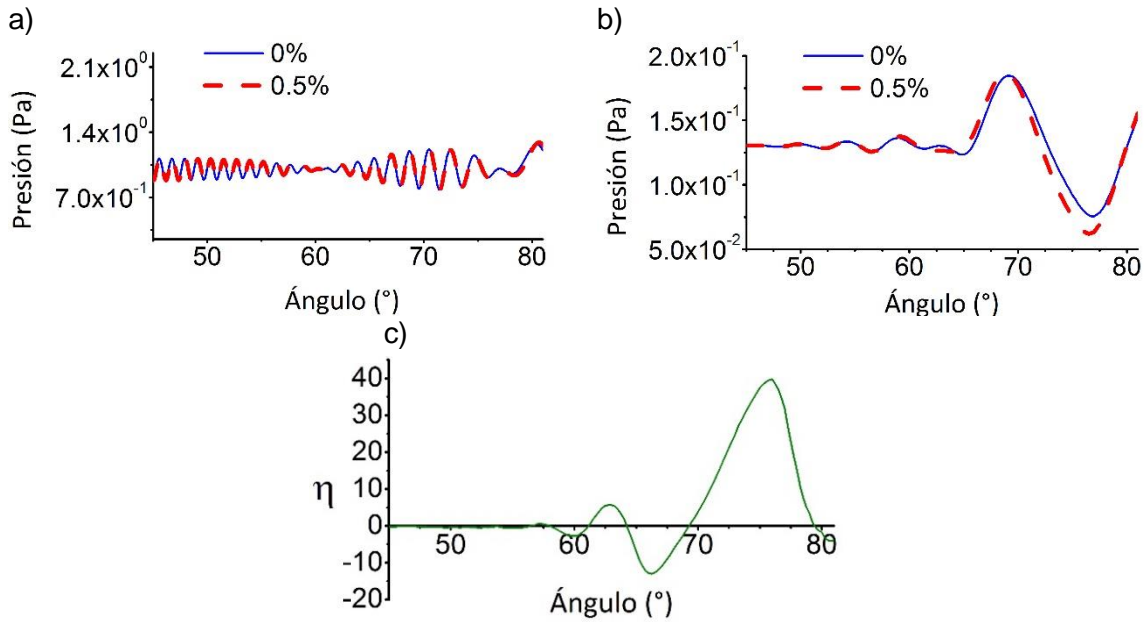 a)
0%
0.5%
2.1x10⁰
1.4x10⁰
7.0x10⁻¹
Presión (Pa)
50 60 70 80
Ángulo (°)
b)
0%
0.5%
2.0x10⁻¹
1.5x10⁻¹
1.0x10⁻¹
5.0x10⁻²
Presión (Pa)
50 60 70 80
Ángulo (°)
c)
40
30
20
10
0
-10
-20
η
50 60 70 80
Ángulo (°)